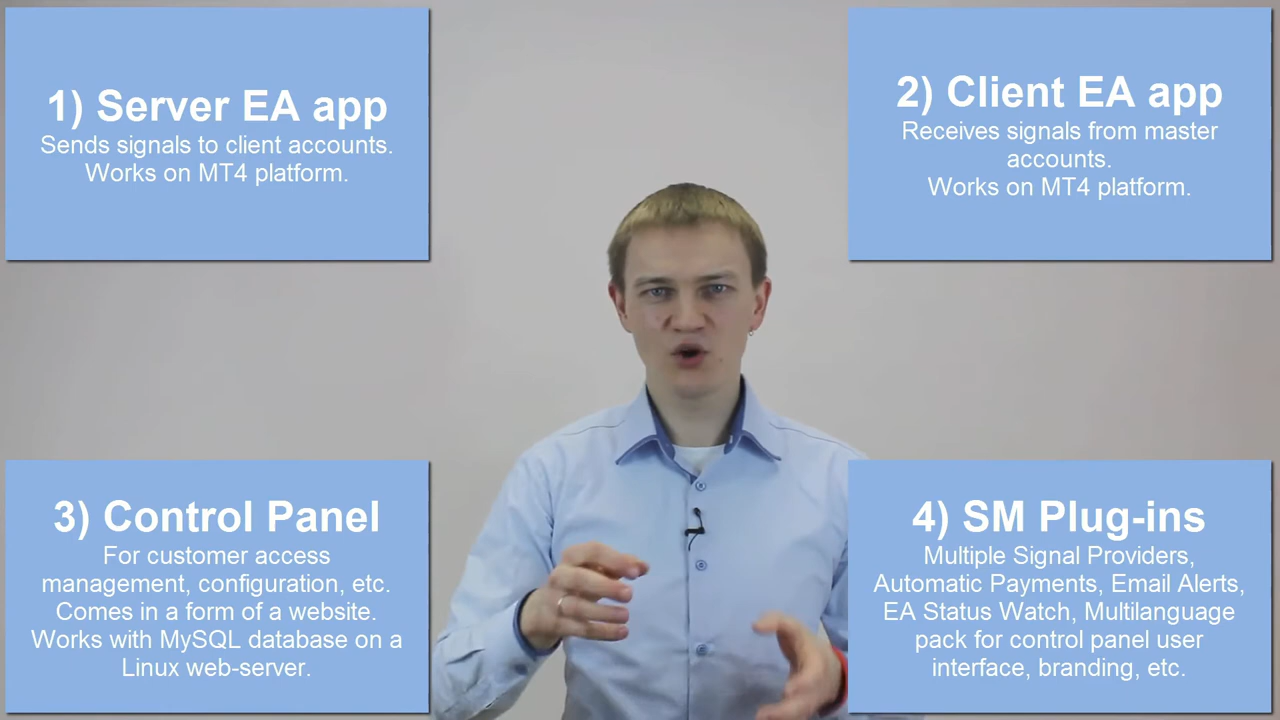 1) Server EA app
Sends signals to client accounts.
Works on MT4 platform.
2) Client EA app
Receives signals from master
accounts.
Works on MT4 platform.
3) Control Panel
For customer access
management, configuration, etc.
Comes in a form of a website.
Works with MySQL database on a
Linux web-server.
4) SM Plug-ins
Multiple Signal Providers,
Automatic Payments, Email Alerts,
EA Status Watch, Multilanguage
pack for control panel user
interface, branding, etc.